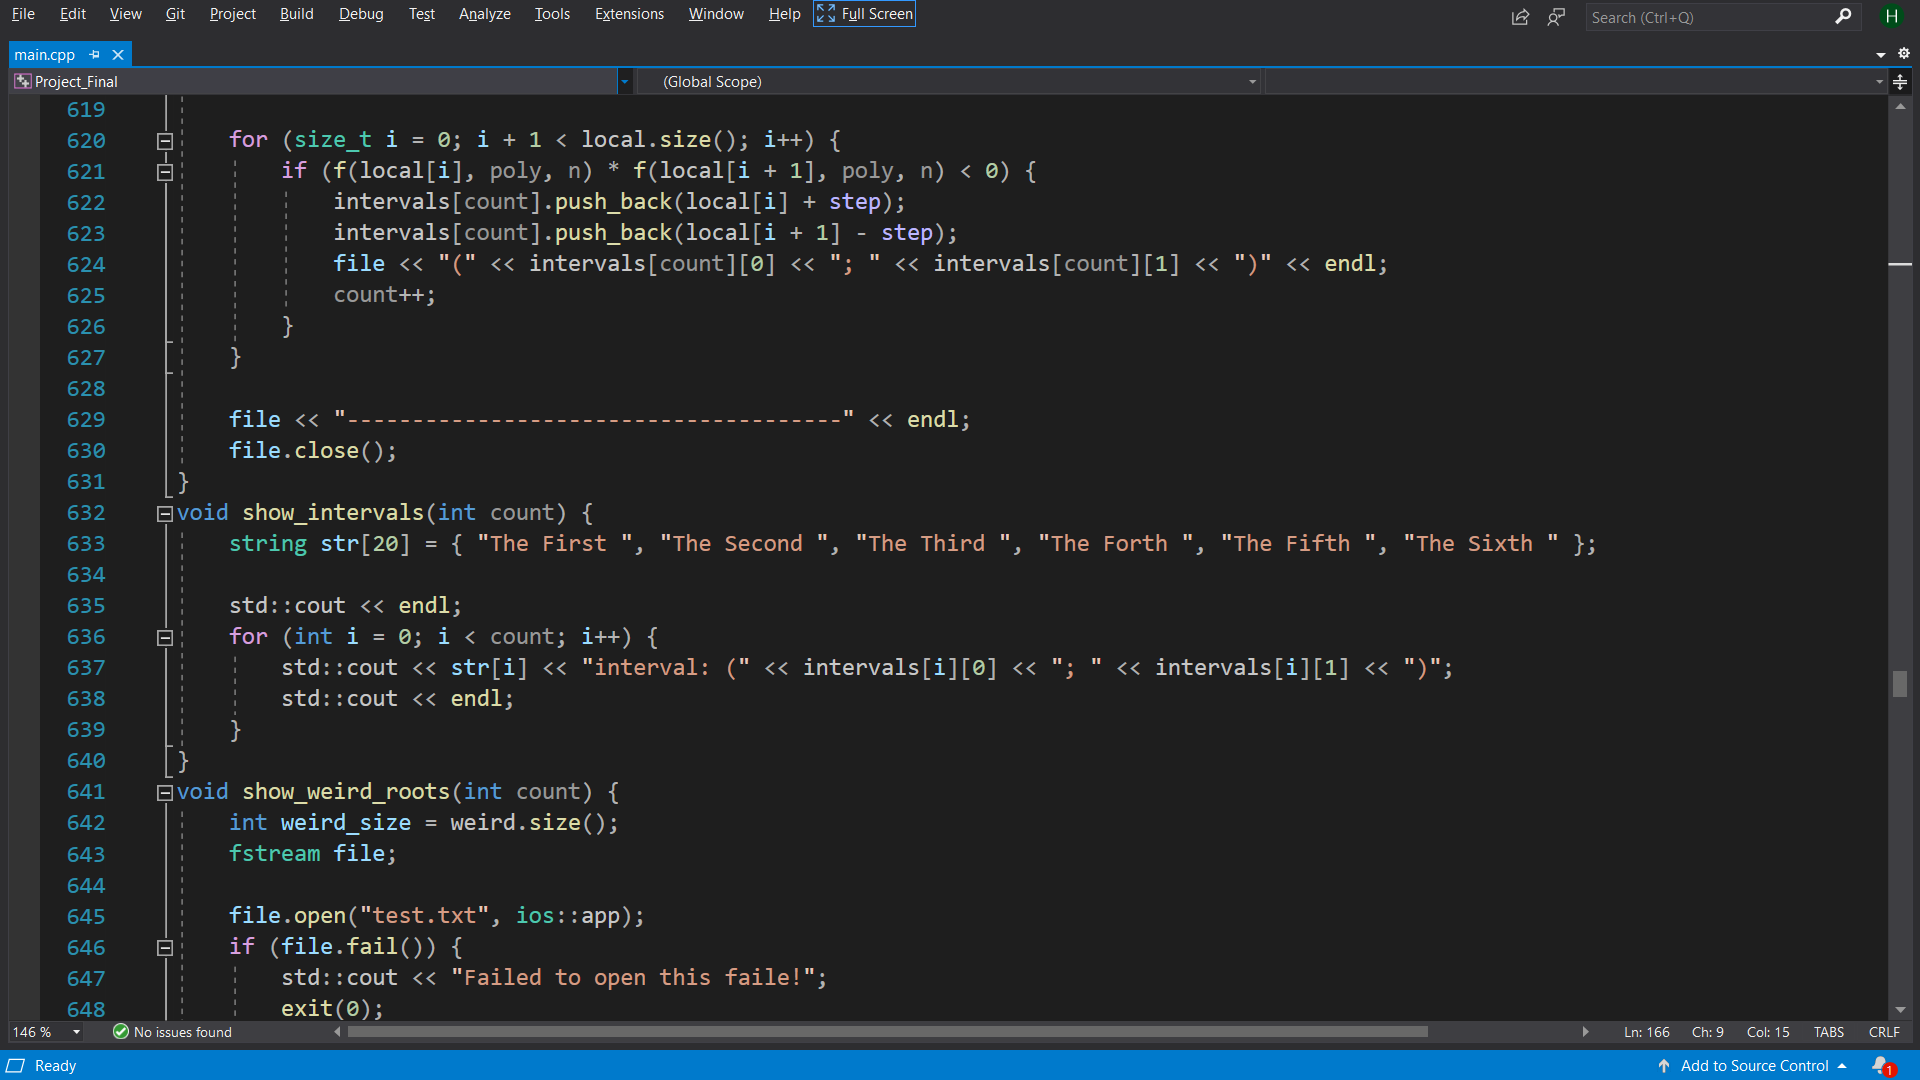 File Edit View Git Project Build Debug Test Analyze Tools Extensions Window Help Full Screen Search (Ctrl+Q) H
main.cpp
Project_Final (Global Scope)
619
620 for (size_t i = 0; i + 1 < local.size(); i++) {
621 if (f(local[i], poly, n) * f(local[i + 1], poly, n) < 0) {
622 intervals[count].push_back(local[i] + step);
623 intervals[count].push_back(local[i + 1] - step);
624 file << "(" << intervals[count][0] << "; " << intervals[count][1] << ")" << endl;
625 count++;
626 }
627 }
628
629 file << "--------------------------------------" << endl;
630 file.close();
631 }
632 void show_intervals(int count) {
633 string str[20] = { "The First ", "The Second ", "The Third ", "The Forth ", "The Fifth ", "The Sixth " };
634
635 std::cout << endl;
636 for (int i = 0; i < count; i++) {
637 std::cout << str[i] << "interval: (" << intervals[i][0] << "; " << intervals[i][1] << ")";
638 std::cout << endl;
639 }
640 }
641 void show_weird_roots(int count) {
642 int weird_size = weird.size();
643 fstream file;
644
645 file.open("test.txt", ios::app);
646 if (file.fail()) {
647 std::cout << "Failed to open this faile!";
648 exit(0);
146 % No issues found Ln: 166 Ch: 9 Col: 15 TABS CRLF
Ready Add to Source Control 1